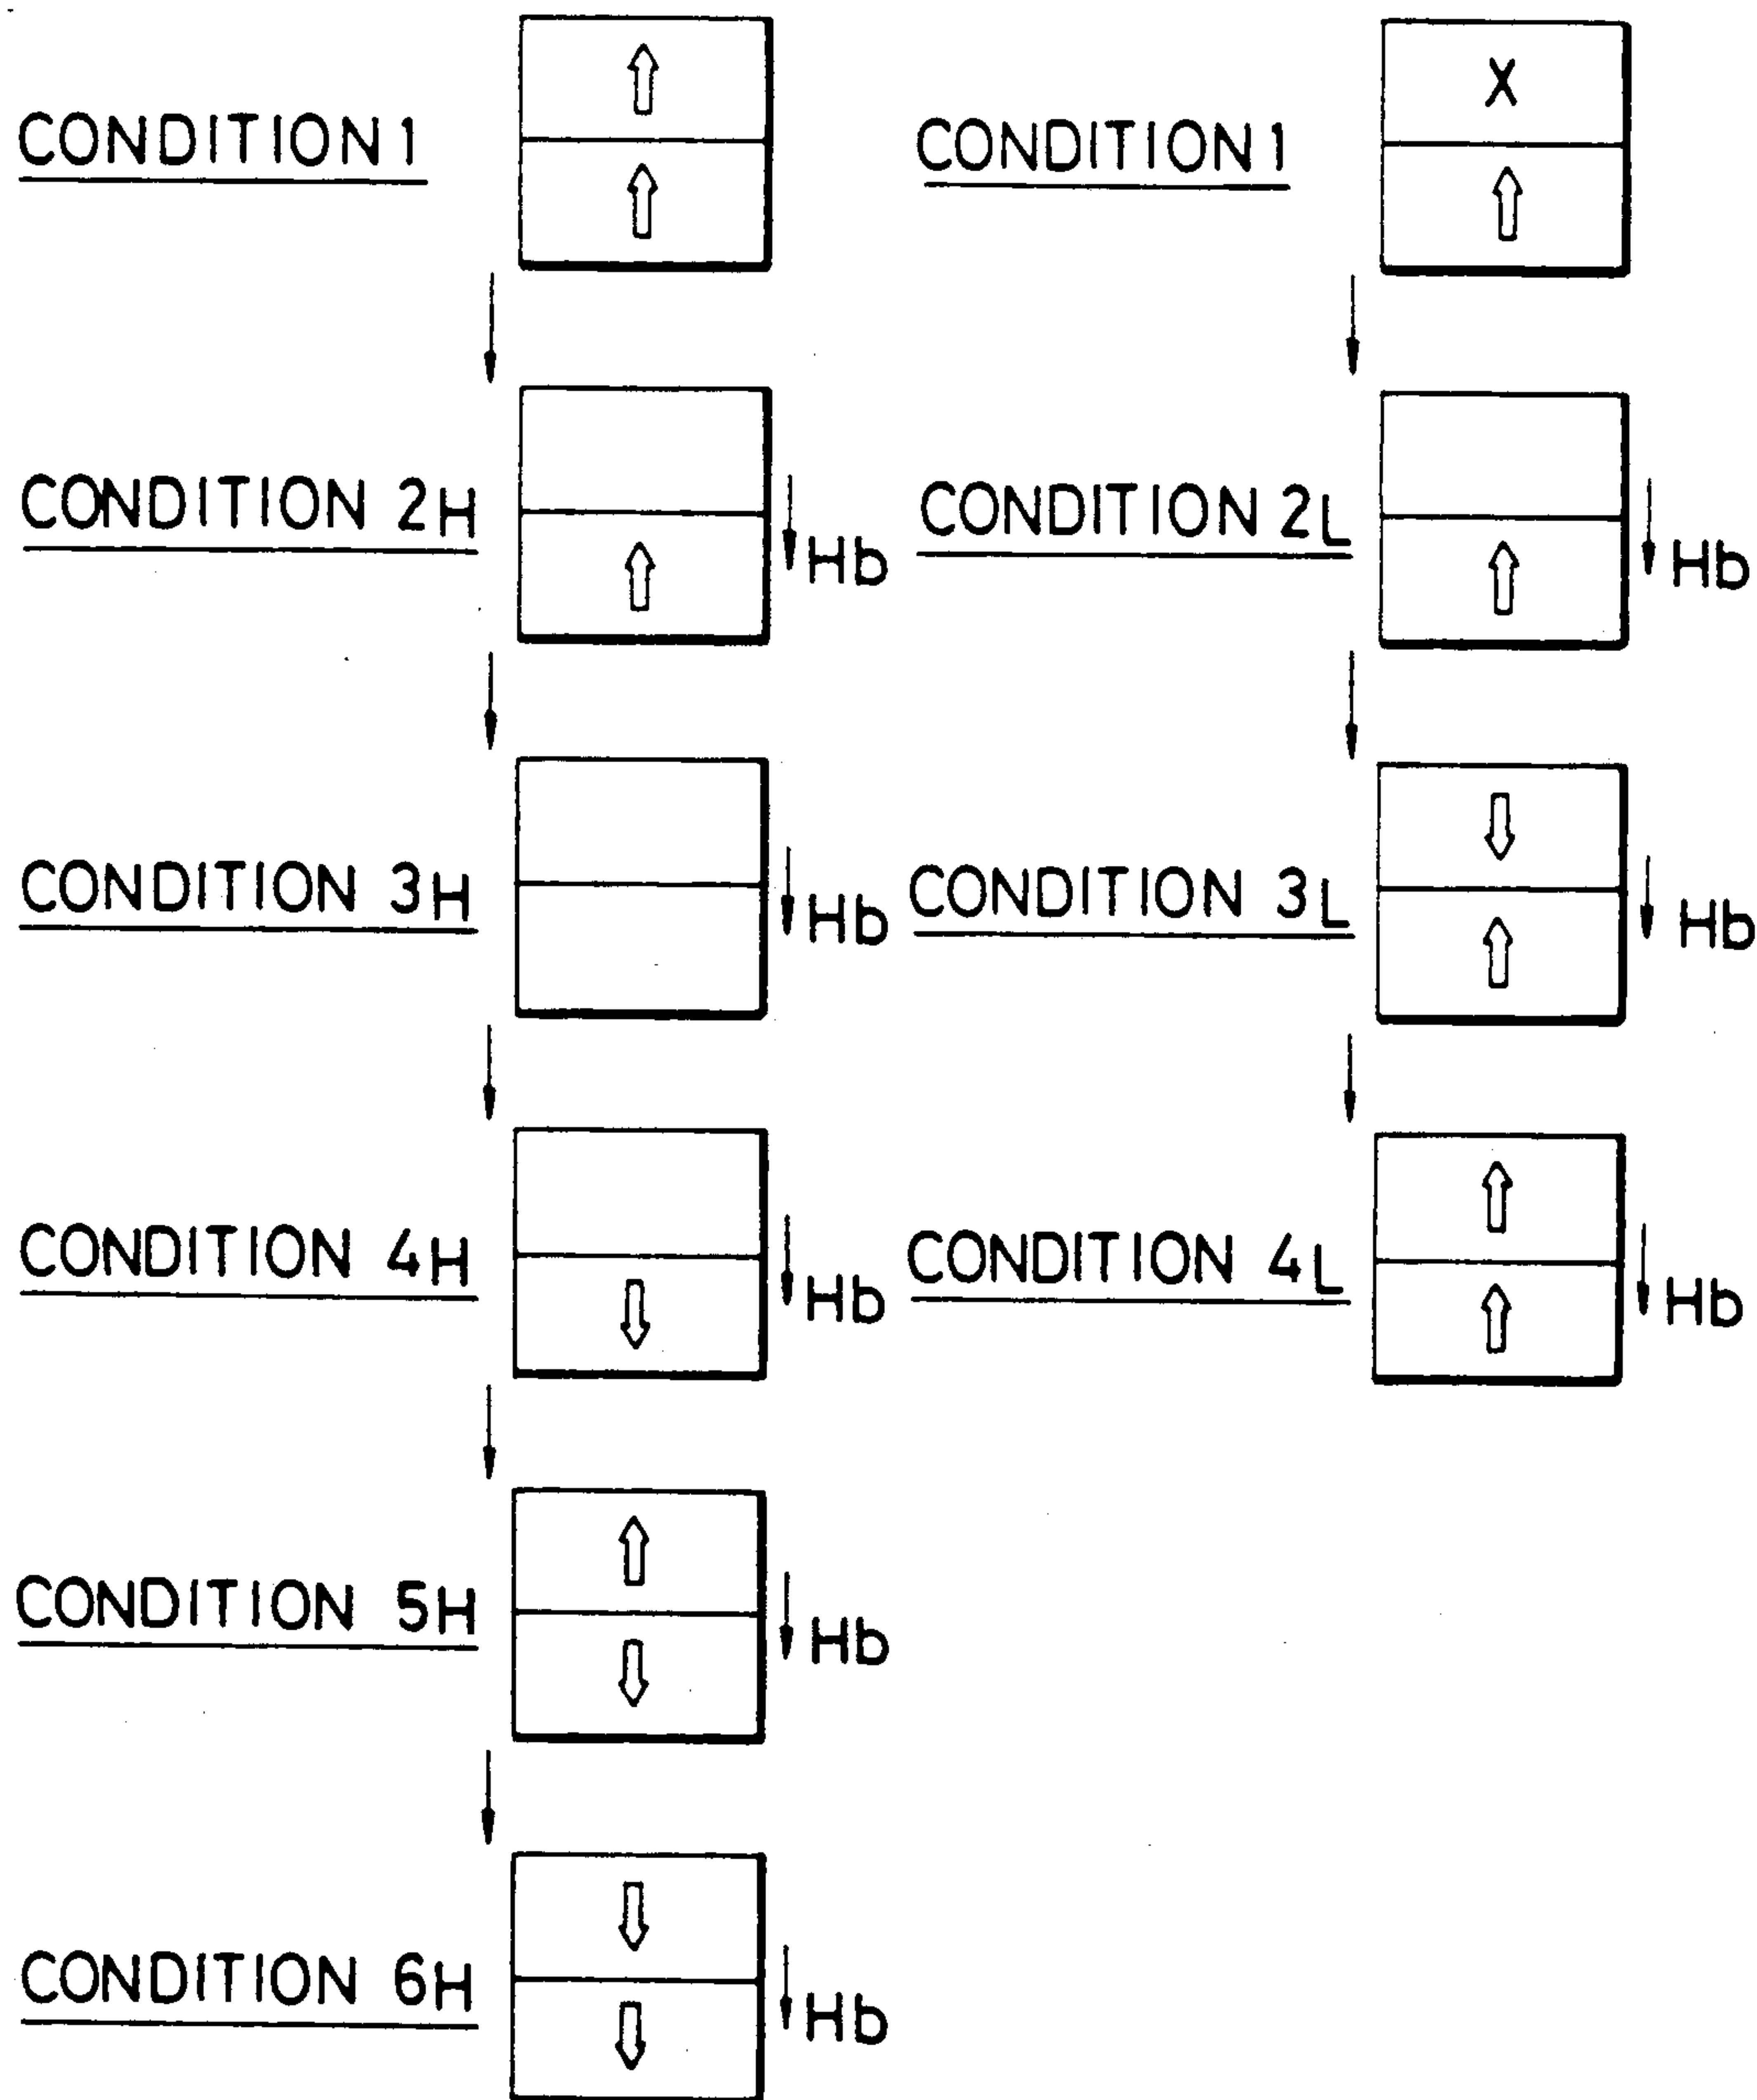 CONDITION 1
CONDITION 1
X
CONDITION 2H
Hb
CONDITION 2L
Hb
CONDITION 3H
Hb
CONDITION 3L
Hb
CONDITION 4H
Hb
CONDITION 4L
Hb
CONDITION 5H
Hb
CONDITION 6H
Hb